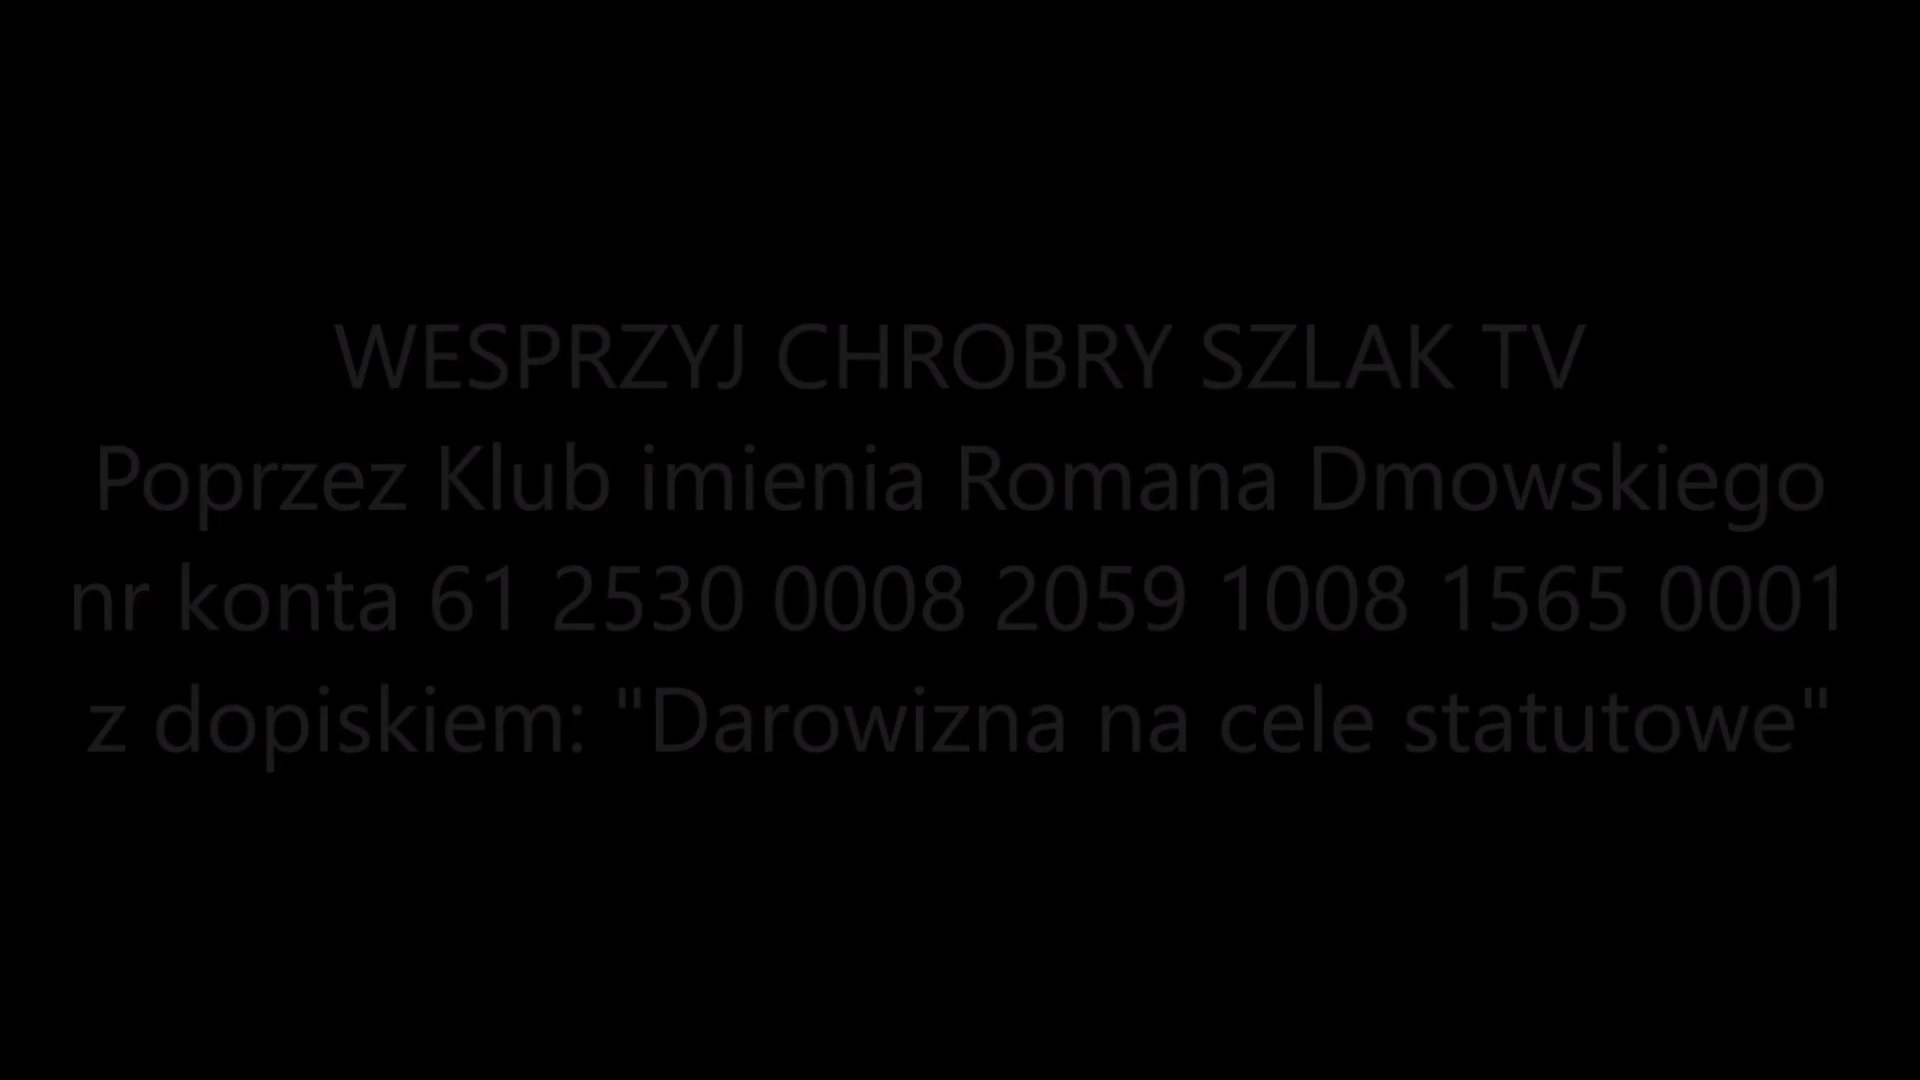 WESPRZYJ CHROBRY SZLAK TV
Poprzez Klub imienia Romana Dmowskiego
nr konta 61 2530 0008 2059 1008 1565 0001
z dopiskiem: "Darowizna na cele statutowe"